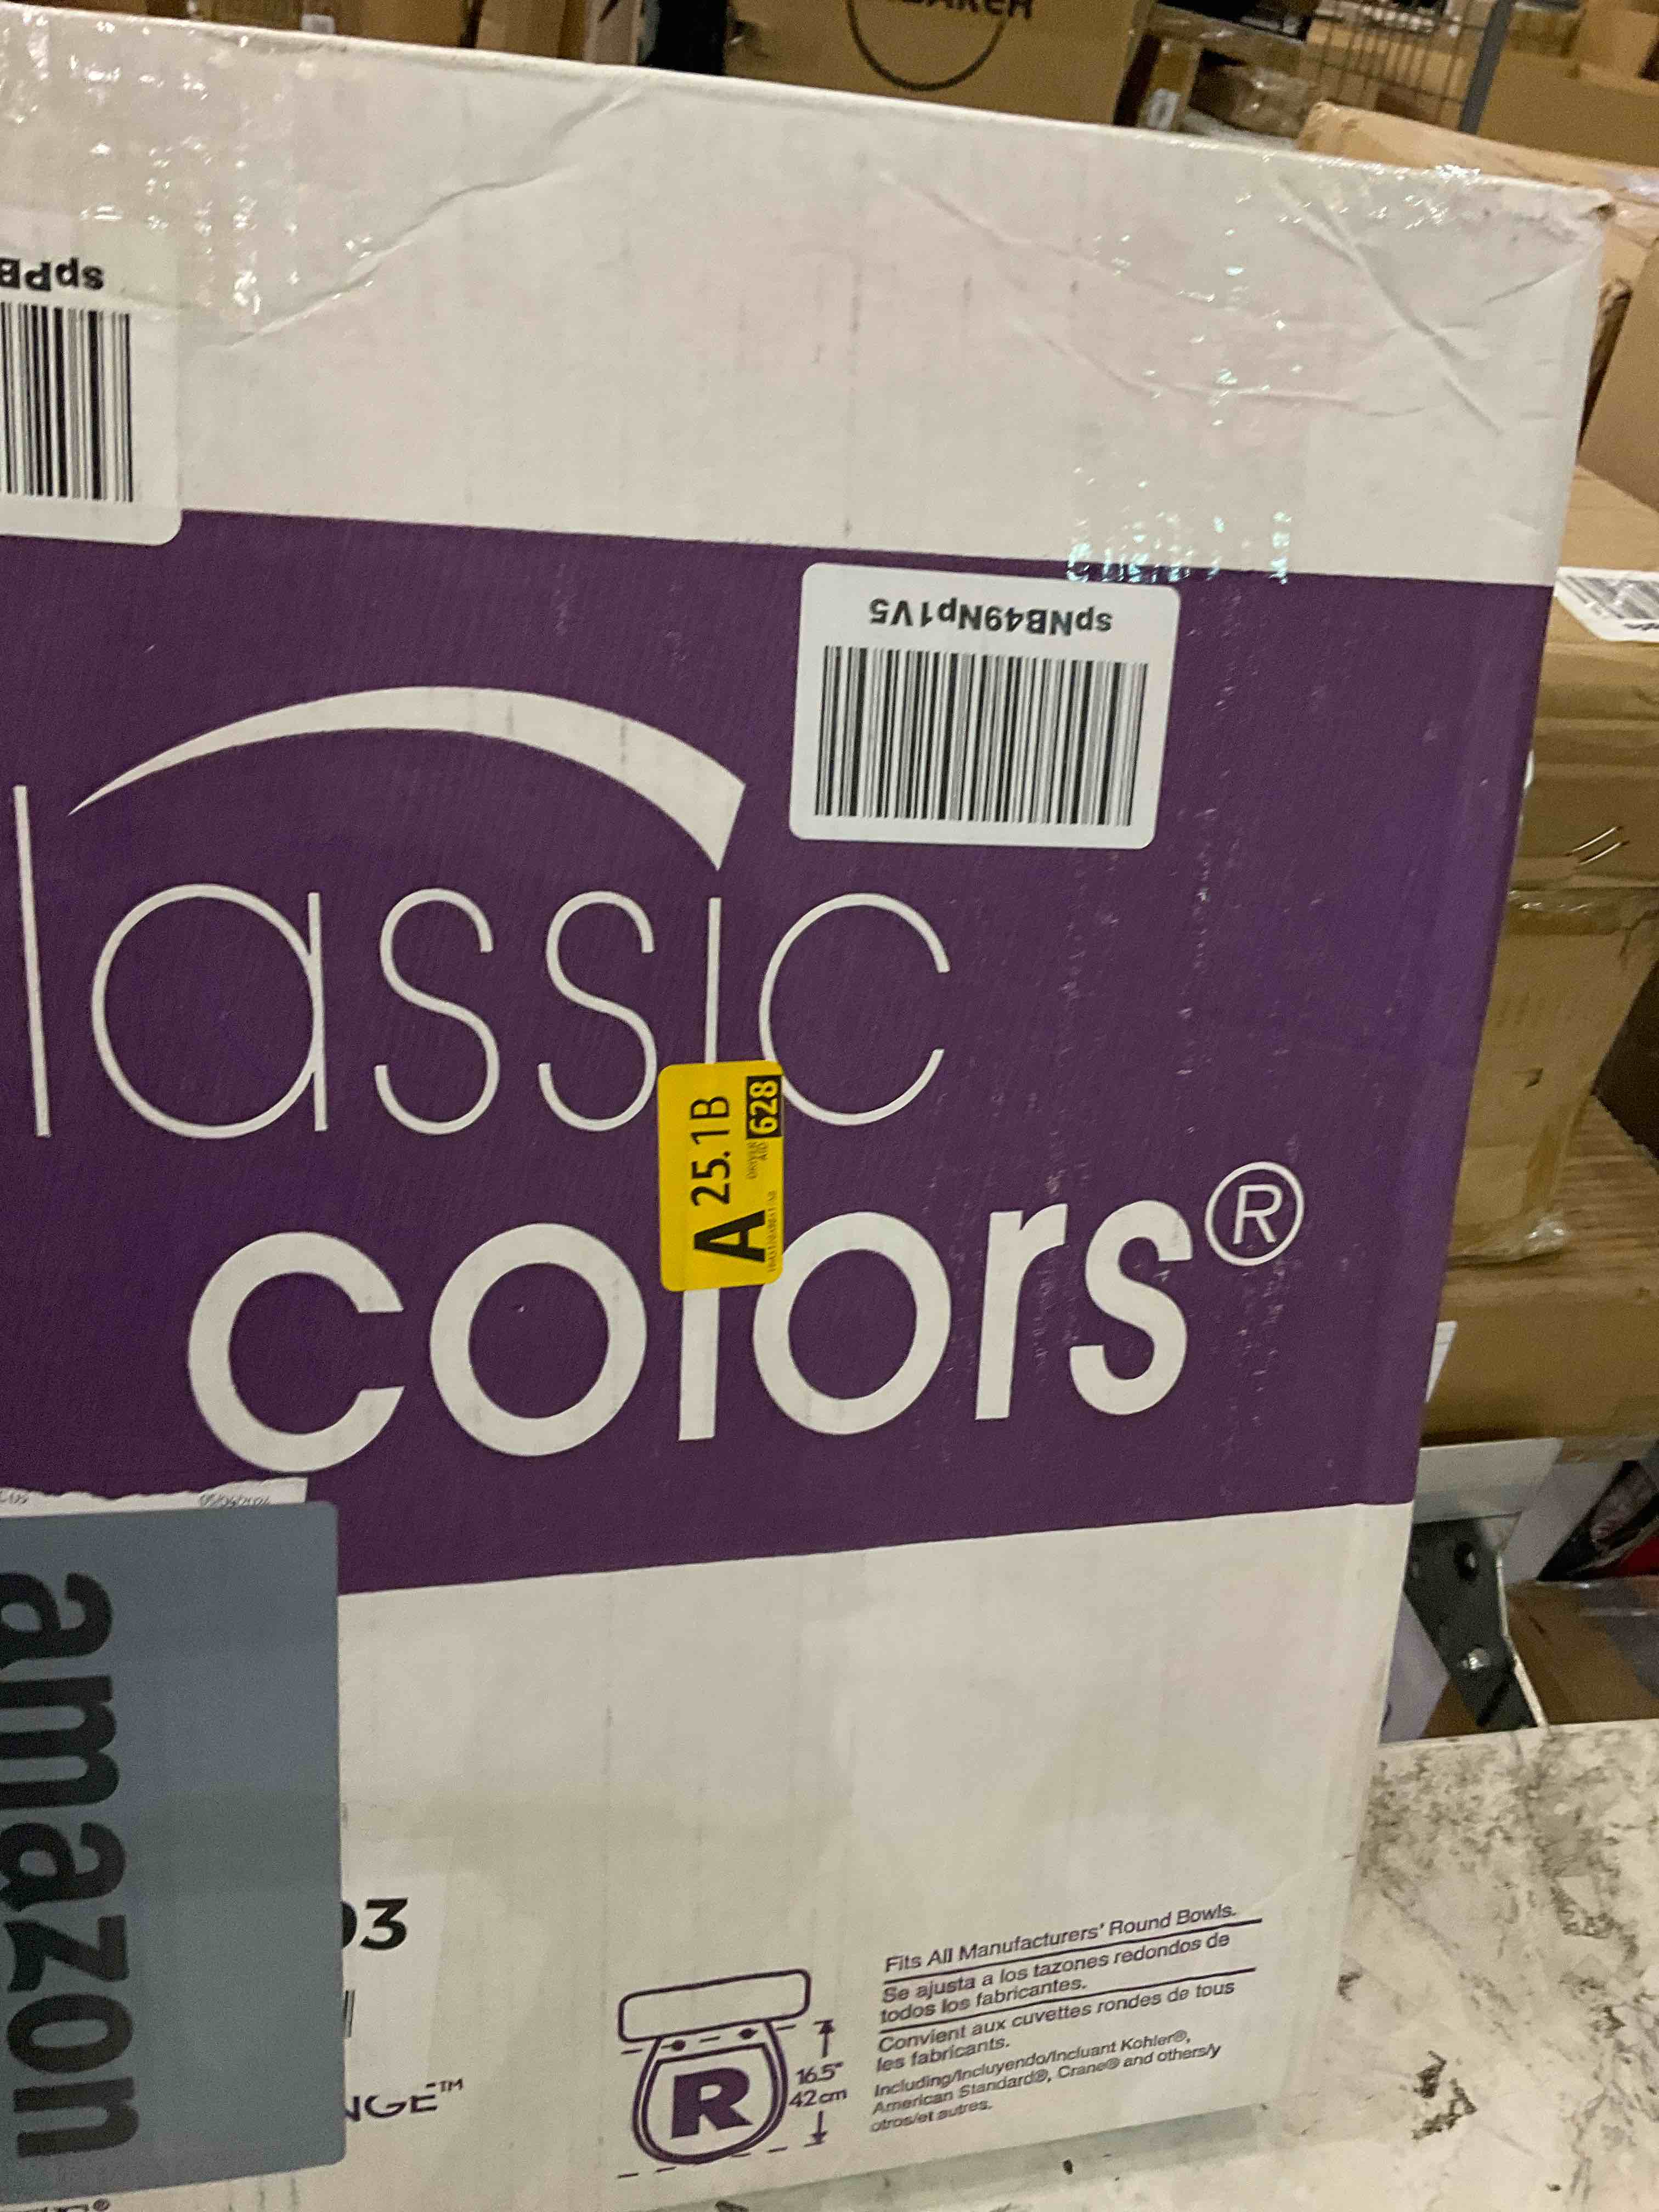 spPB
spNB49Np1V5
lassic
colors®
A 25.1B
628
amazon
3
NGE™
R
16.5"
42cm
Fits All Manufacturers' Round Bowls.
Se ajusta a los tazones redondos de
todos los fabricantes.
Convient aux cuvettes rondes de tous
les fabricants.
Including/Incluyendo/Incluant Kohler®,
American Standard®, Crane® and others/y
otros/et autres.